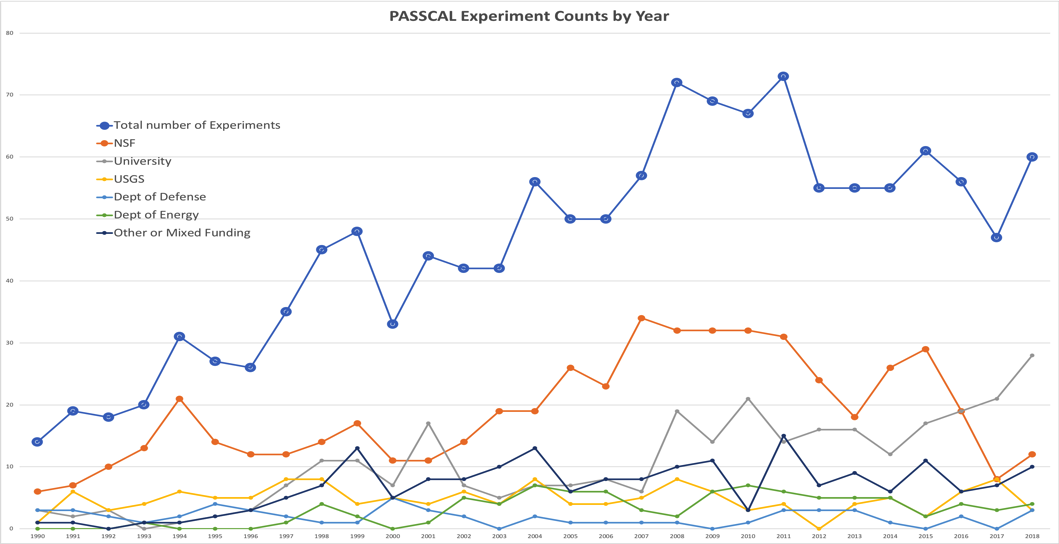 PASSCAL Experiment Counts by Year
80
70
60
50
40
30
20
10
0
Total number of Experiments
NSF
University
USGS
Dept of Defense
Dept of Energy
Other or Mixed Funding
1990 1991 1992 1993 1994 1995 1996 1997 1998 1999 2000 2001 2002 2003 2004 2005 2006 2007 2008 2009 2010 2011 2012 2013 2014 2015 2016 2017 2018